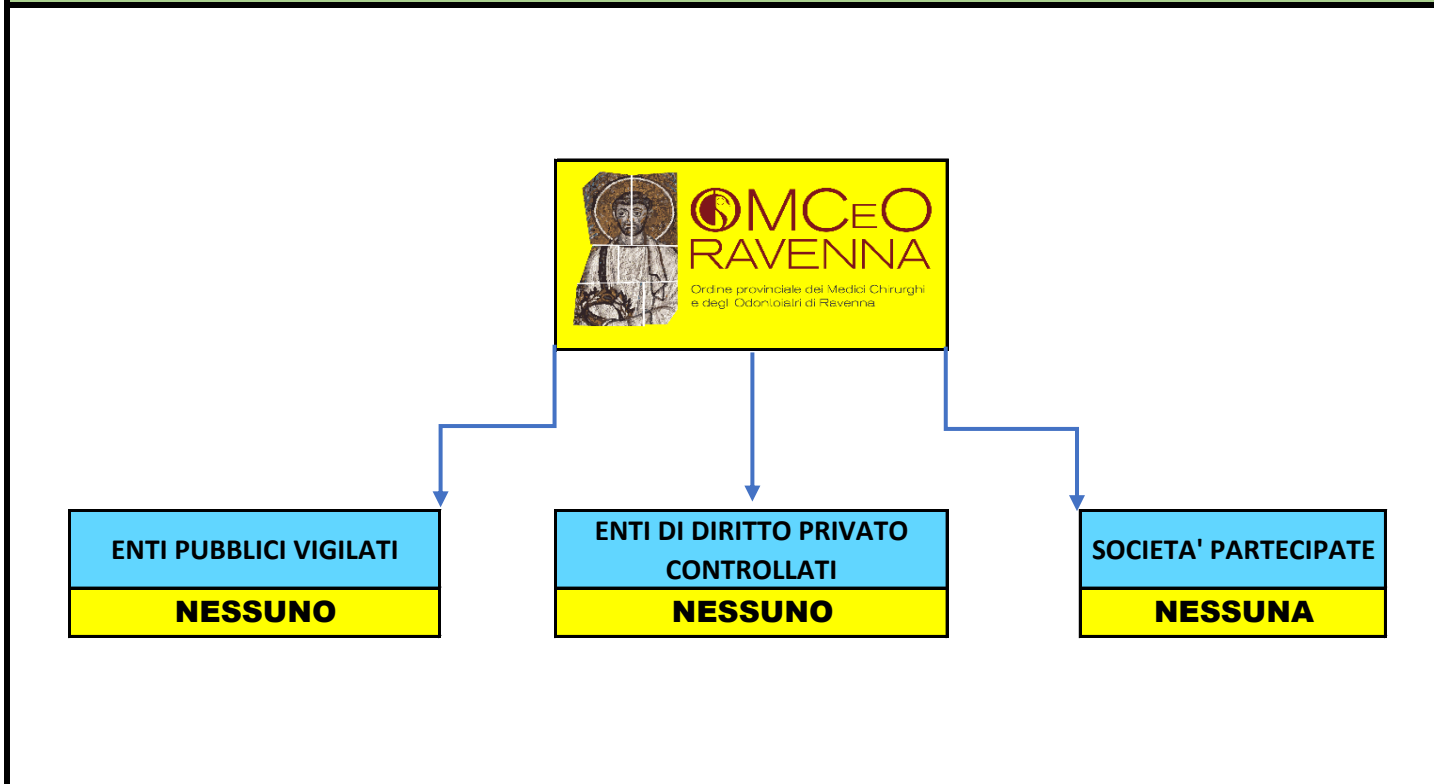 OMCeO
RAVENNA
Ordine provinciale dei Medici Chirurghi
e degli Odontoiatri di Ravenna
ENTI PUBBLICI VIGILATI
NESSUNO
ENTI DI DIRITTO PRIVATO
CONTROLLATI
NESSUNO
SOCIETA' PARTECIPATE
NESSUNA